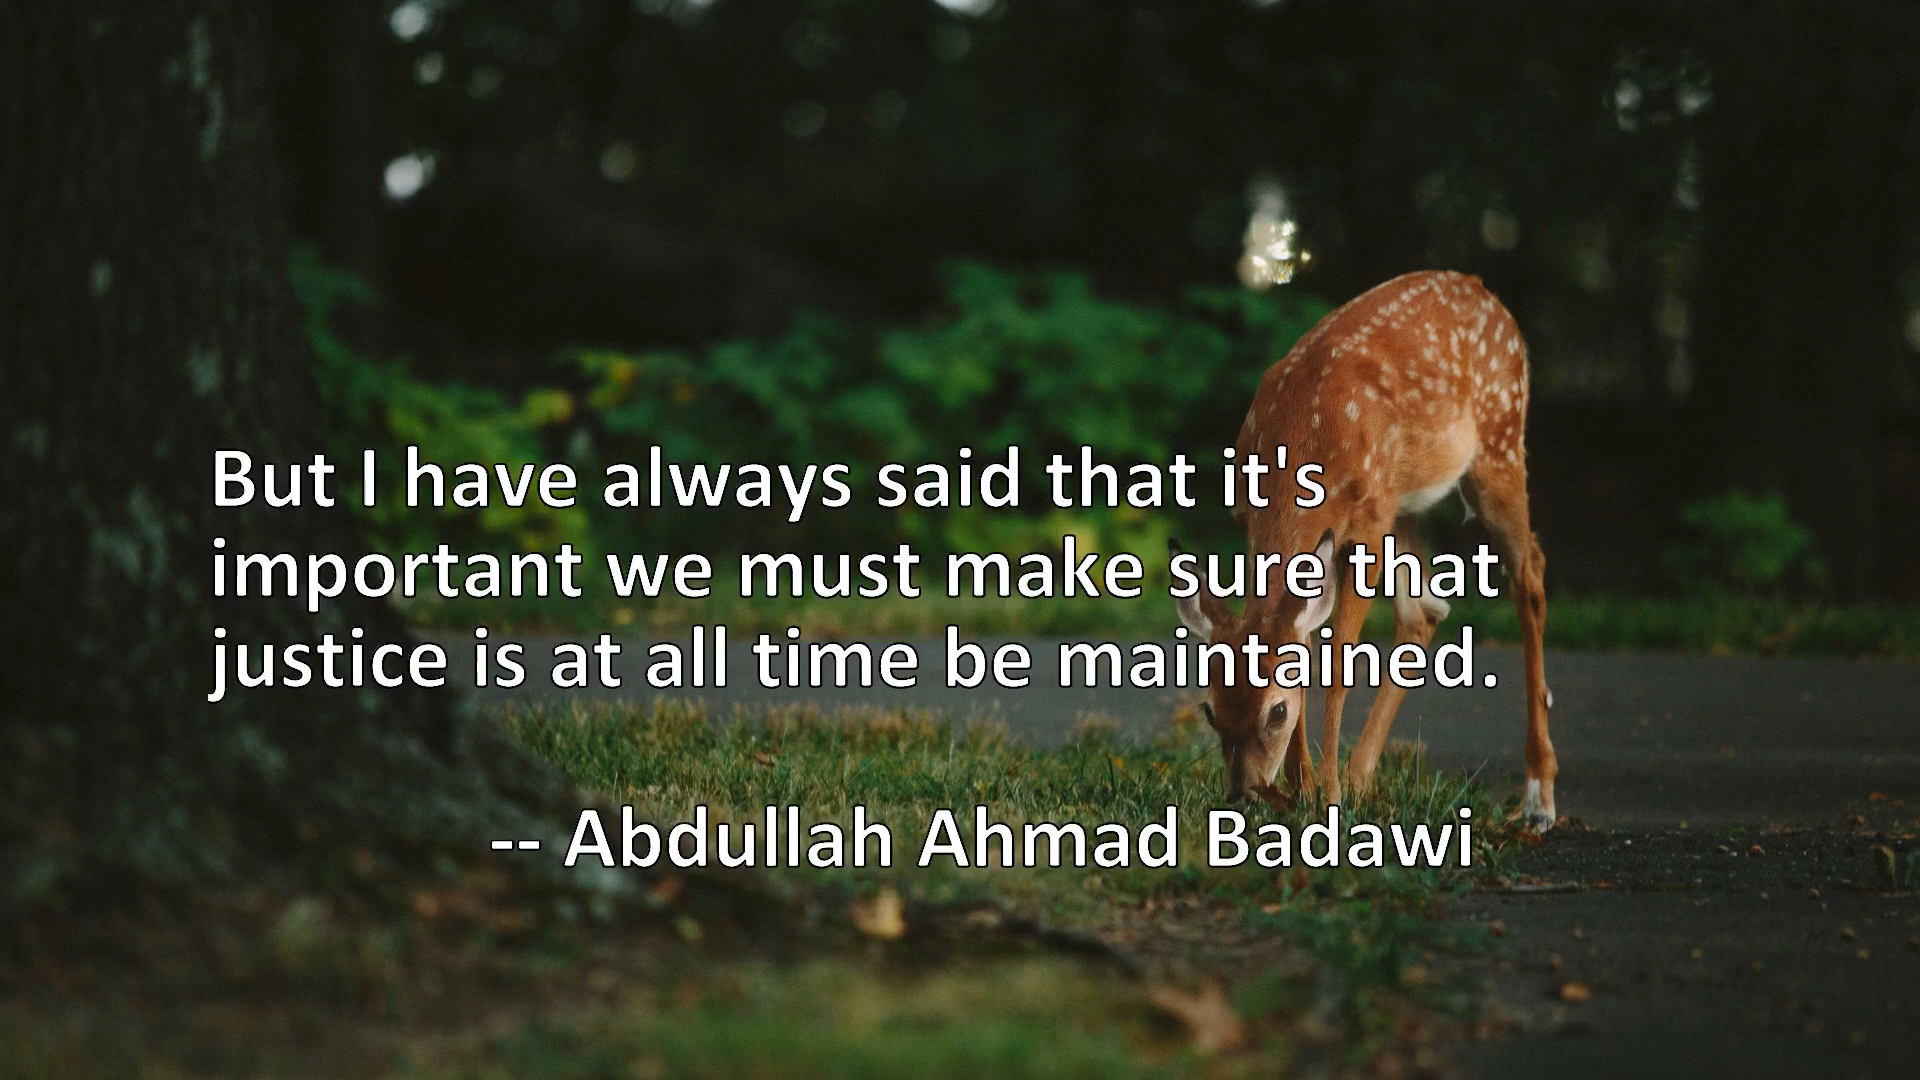 But I have always said that it's
important we must make sure that
justice is at all time be maintained.
-- Abdullah Ahmad Badawi